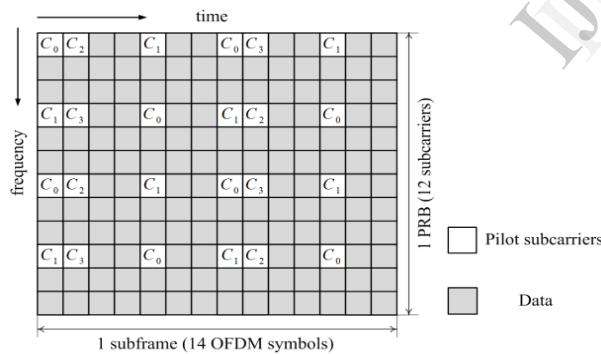 time
C0 C2 C1 C0 C3 C1
C1 C3 C0 C1 C2 C0
C0 C2 C1 C0 C3 C1
C1 C3 C0 C1 C2 C0
frequency
1 PRB (12 subcarriers)
Pilot subcarriers
Data
1 subframe (14 OFDM symbols)